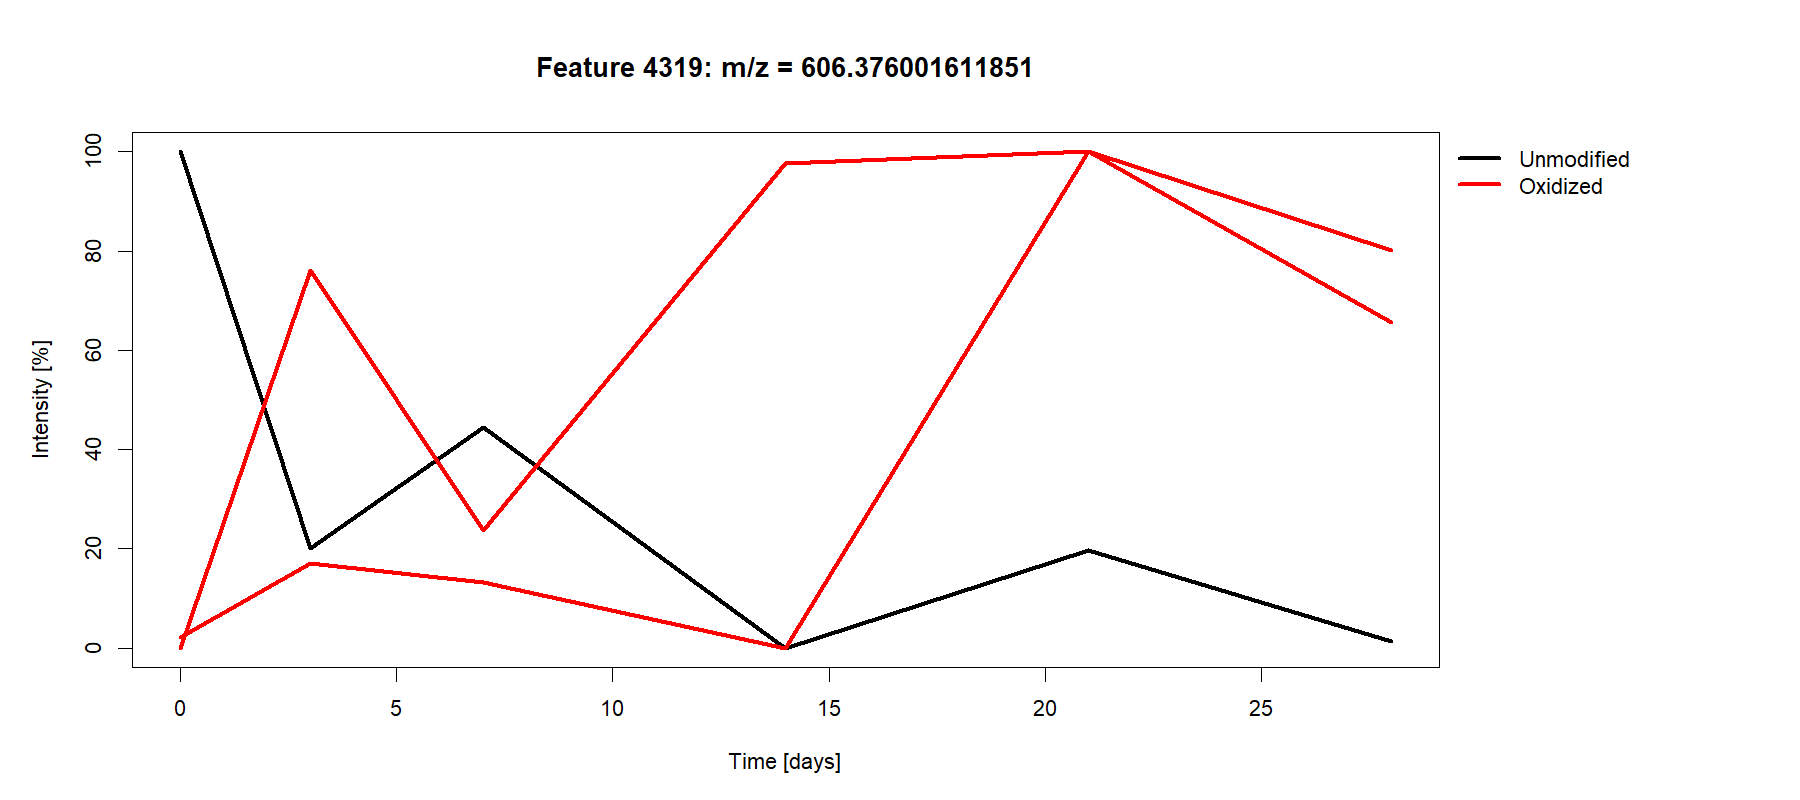 Feature 4319: m/z = 606.376001611851
100
80
60
40
20
0
Intensity [%]
Unmodified
Oxidized
0 5 10 15 20 25
Time [days]